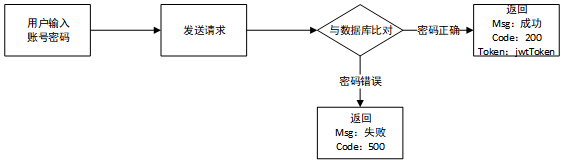 用户输入
账号密码
发送请求
与数据库比对
密码正确
返回
Msg：成功
Code：200
Token：jwtToken
密码错误
返回
Msg：失败
Code：500